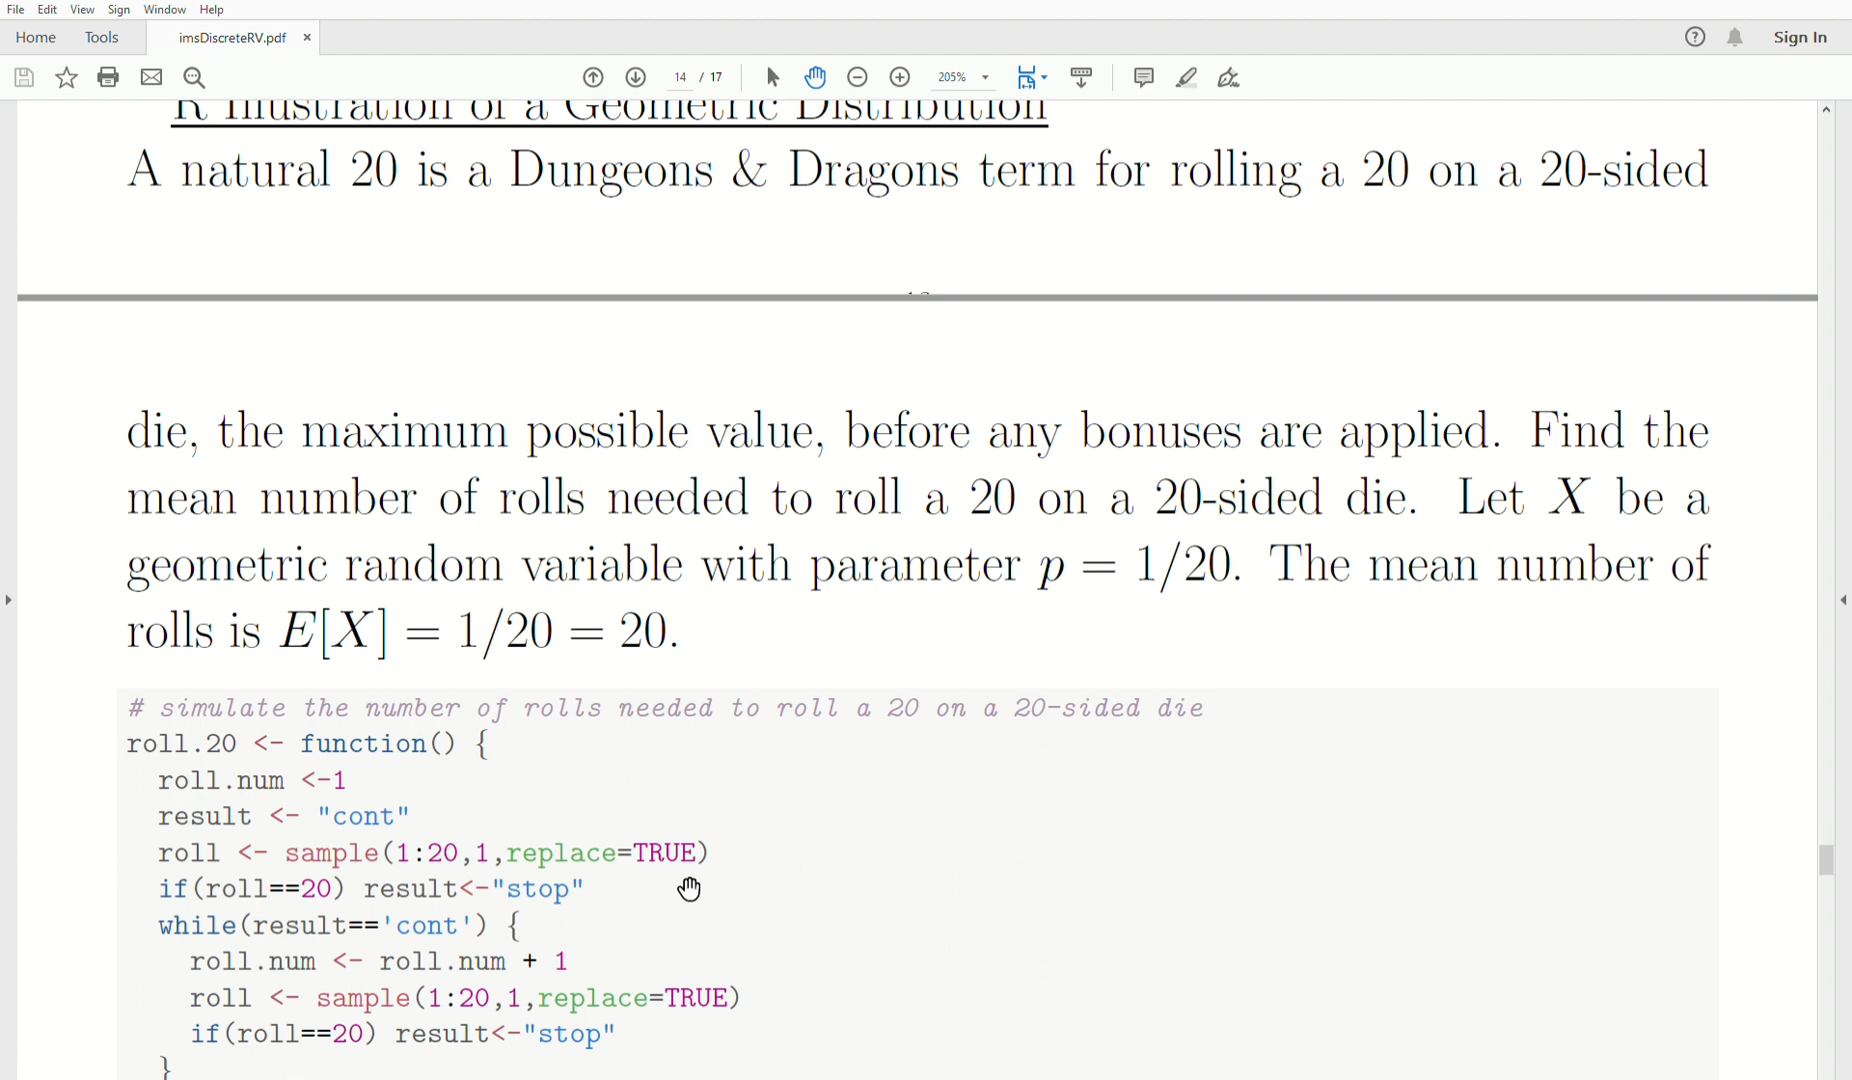 File Edit View Sign Window Help
Home Tools imsDiscreteRV.pdf ×
? Sign In
14 / 17 205%
R Illustration of a Geometric Distribution
A natural 20 is a Dungeons & Dragons term for rolling a 20 on a 20-sided
die, the maximum possible value, before any bonuses are applied. Find the
mean number of rolls needed to roll a 20 on a 20-sided die. Let X be a
geometric random variable with parameter p = 1/20. The mean number of
rolls is E[X] = 1/20 = 20.
# simulate the number of rolls needed to roll a 20 on a 20-sided die
roll.20 <- function() {
roll.num <-1
result <- "cont"
roll <- sample(1:20,1,replace=TRUE)
if(roll==20) result<-"stop"
while(result=='cont') {
roll.num <- roll.num + 1
roll <- sample(1:20,1,replace=TRUE)
if(roll==20) result<-"stop"
}